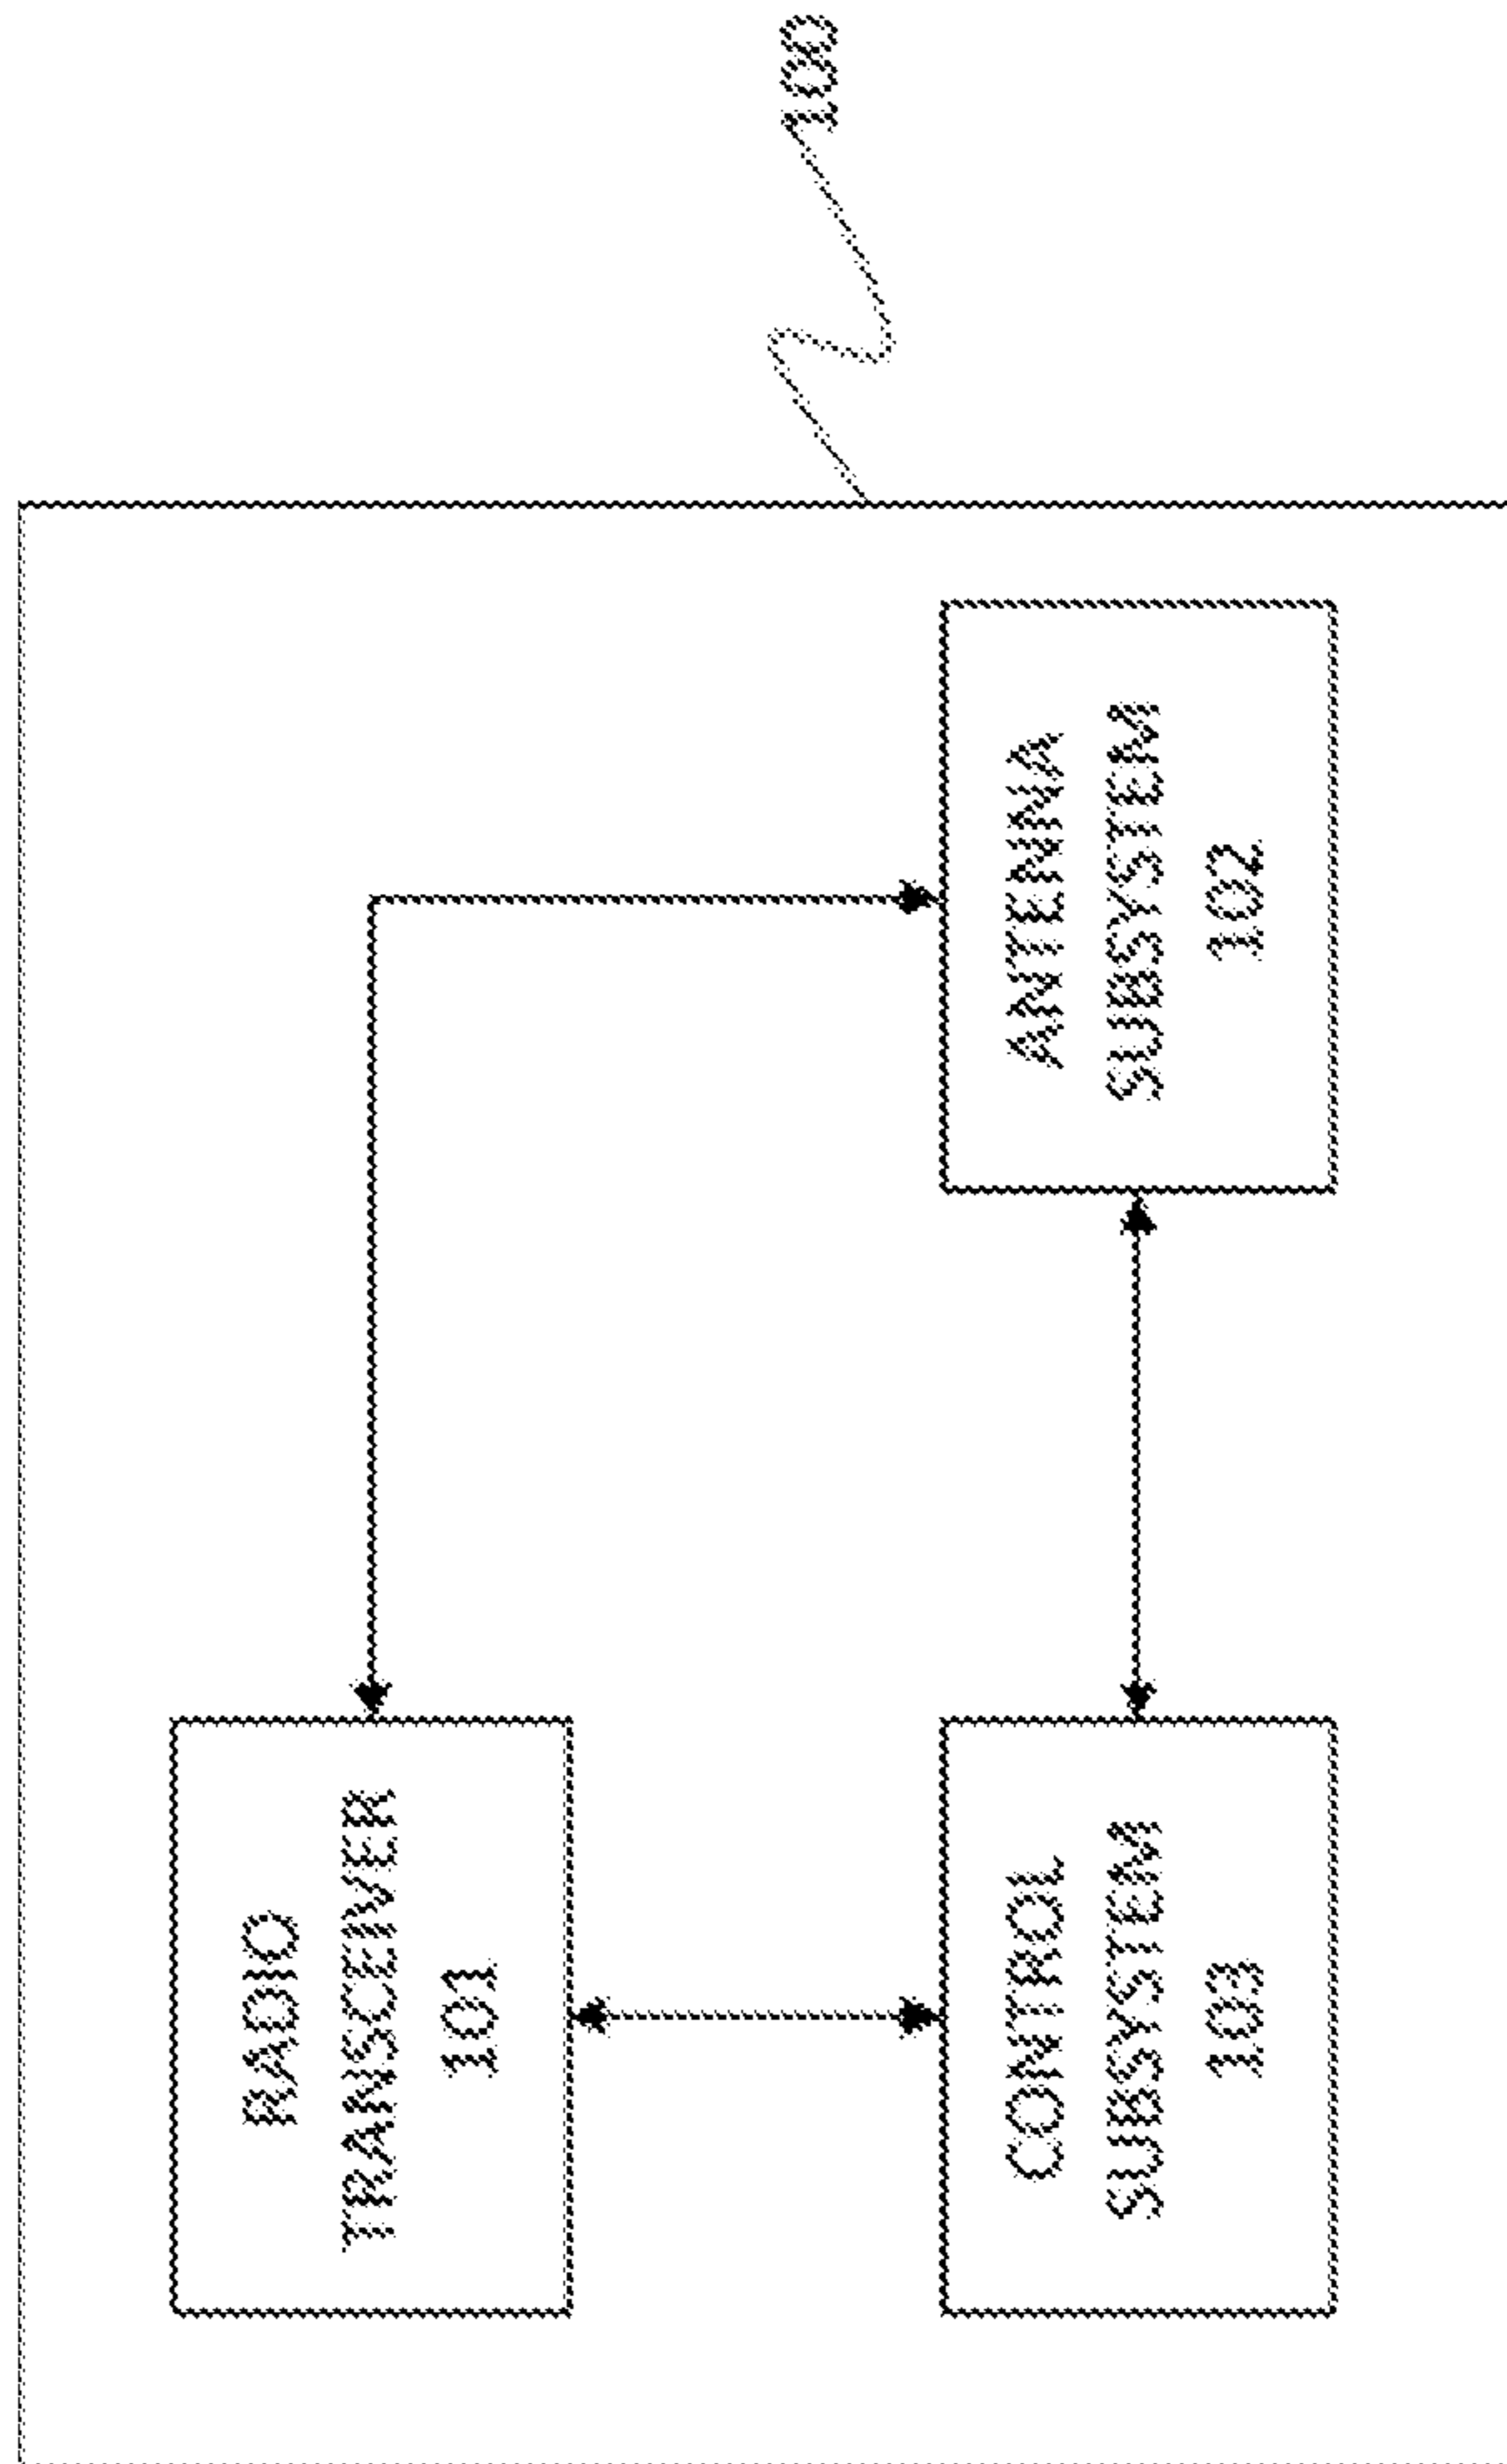 RADIO
TRANSCEIVER
101
CONTROL
SUBSYSTEM
103
ANTENNA
SUBSYSTEM
102
100